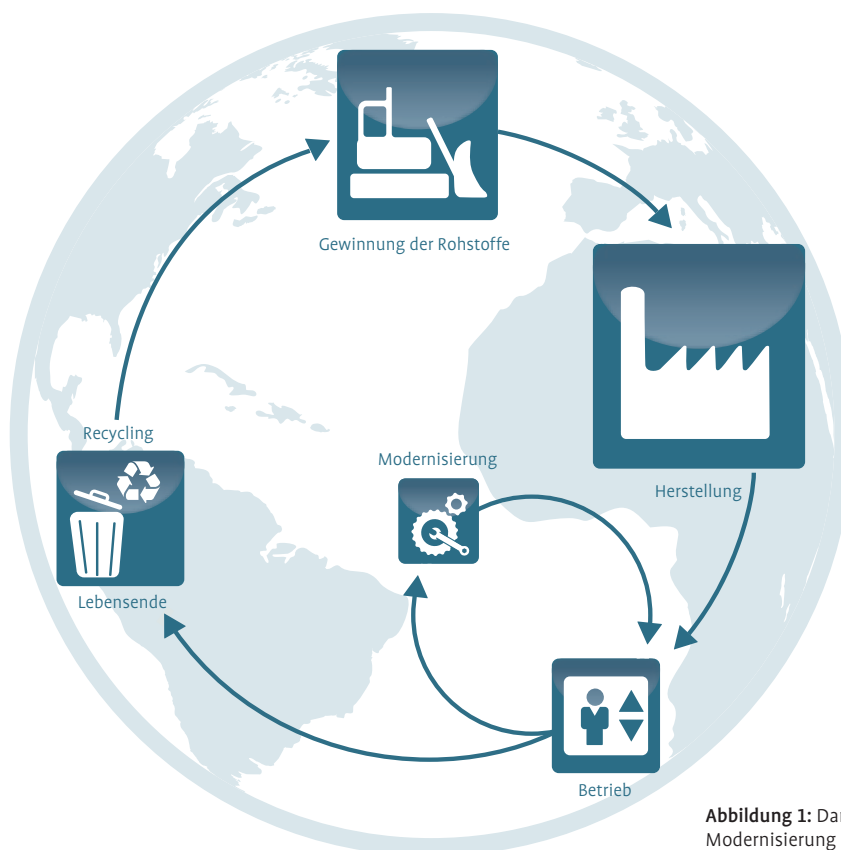 Gewinnung der Rohstoffe
Herstellung
Recycling
Modernisierung
Lebensende
Betrieb
Abbildung 1:
Modernisierung